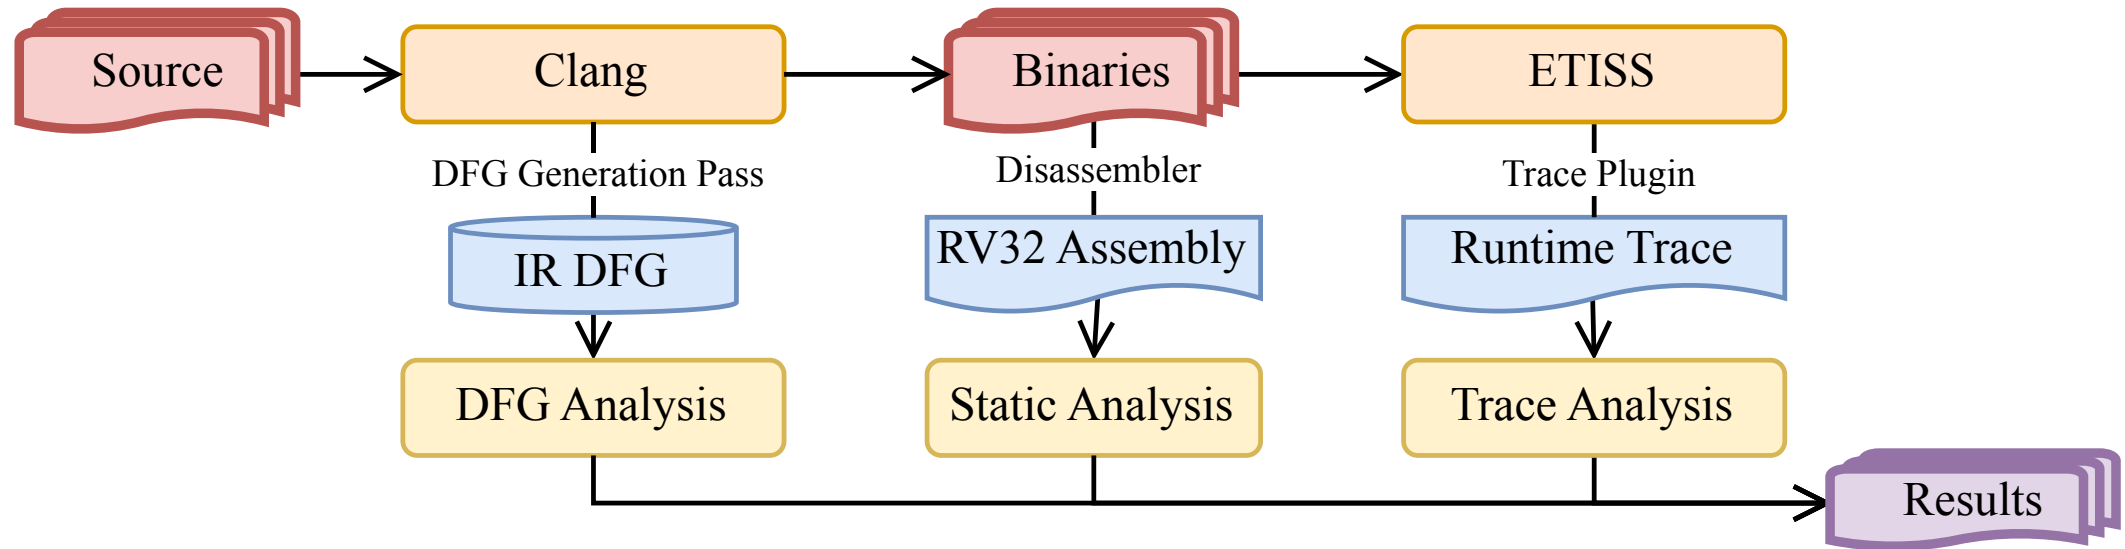 Source
Clang
Binaries
ETISS
DFG Generation Pass
Disassembler
Trace Plugin
IR DFG
RV32 Assembly
Runtime Trace
DFG Analysis
Static Analysis
Trace Analysis
Results